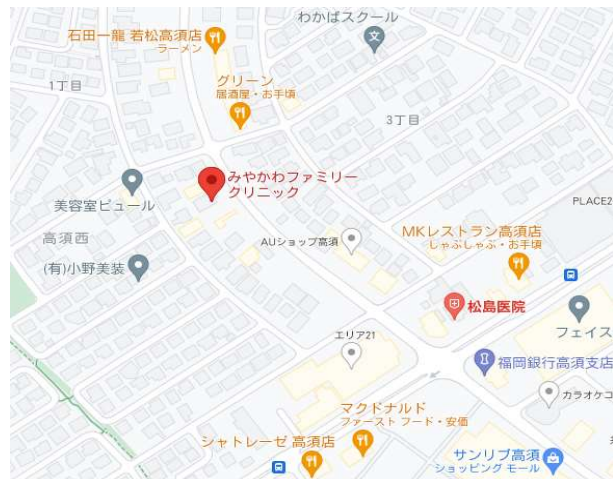 わかばスクール
石田一龍 若松高須店
ラーメン
1丁目
グリーン
居酒屋・お手頃
3丁目
みやかわファミリー
クリニック
美容室ピュール
PLACE2
高須西
AUショップ高須
MKレストラン高須店
しゃぶしゃぶ・お手頃
(有)小野美装
松島医院
エリア21
フェイス
福岡銀行高須支店
カラオケコ
マクドナルド
ファースト フード・安価
シャトレーゼ 高須店
サンリブ高須
ショッピング モール